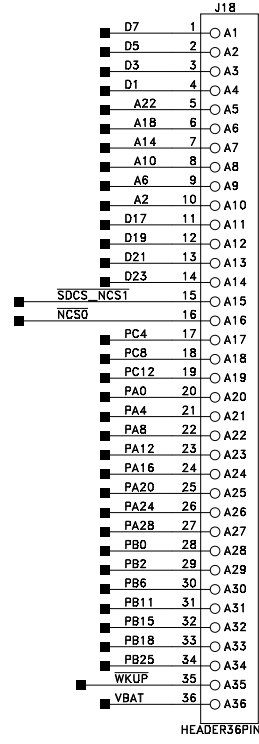 J18
D7 1 A1
D5 2 A2
D3 3 A3
D1 4 A4
A22 5 A5
A18 6 A6
A14 7 A7
A10 8 A8
A6 9 A9
A2 10 A10
D17 11 A11
D19 12 A12
D21 13 A13
D23 14 A14
SDCS_NCS1 15 A15
NCS0 16 A16
PC4 17 A17
PC8 18 A18
PC12 19 A19
PA0 20 A20
PA4 21 A21
PA8 22 A22
PA12 23 A23
PA16 24 A24
PA20 25 A25
PA24 26 A26
PA28 27 A27
PB0 28 A28
PB2 29 A29
PB6 30 A30
PB11 31 A31
PB15 32 A32
PB18 33 A33
PB25 34 A34
WKUP 35 A35
VBAT 36 A36
HEADER36PIN